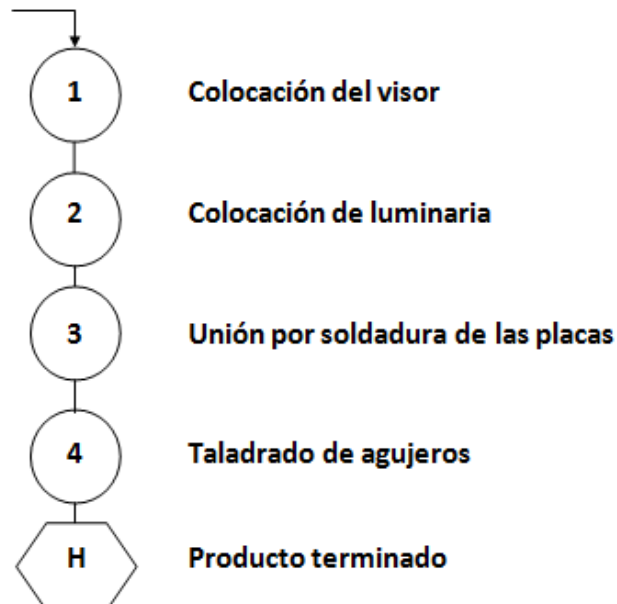 1 Colocación del visor
2 Colocación de luminaria
3 Unión por soldadura de las placas
4 Taladrado de agujeros
H Producto terminado